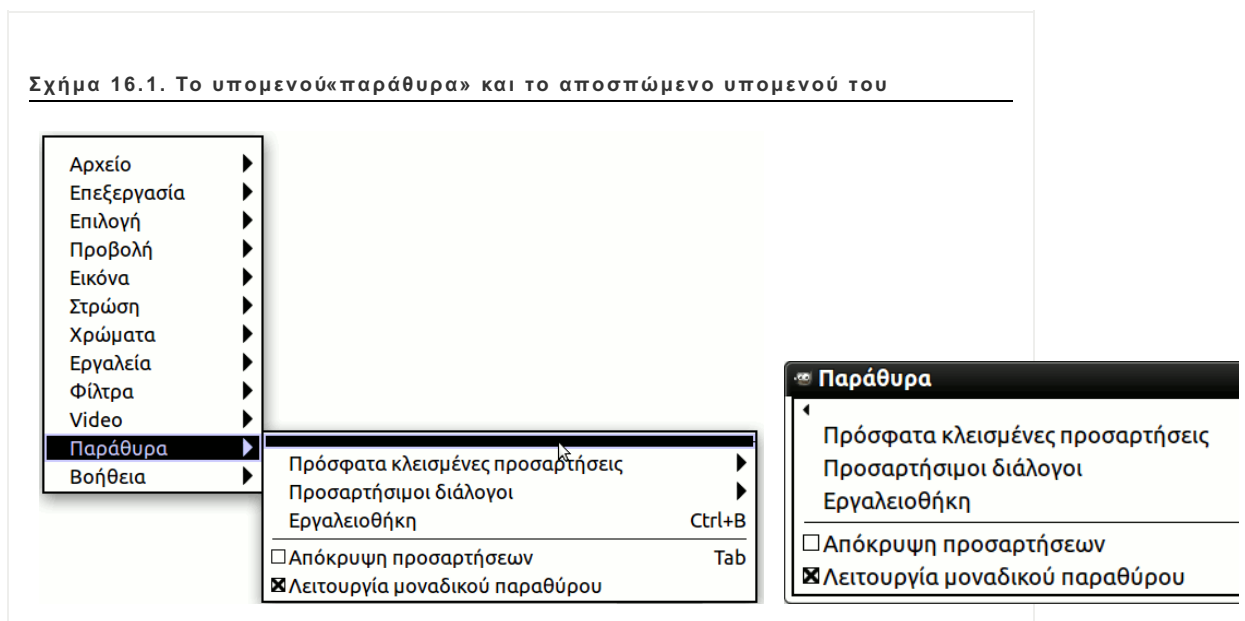 Σχήμα 16.1. Το υπομενού«παράθυρα» και το αποσπώμενο υπομενού του
Αρχείο
Επεξεργασία
Επιλογή
Προβολή
Εικόνα
Στρώση
Χρώματα
Εργαλεία
Φίλτρα
Video
Παράθυρα
Βοήθεια
Πρόσφατα κλεισμένες προσαρτήσεις
Προσαρτήσιμοι διάλογοι
Εργαλειοθήκη Ctrl+B
Απόκρυψη προσαρτήσεων Tab
Λειτουργία μοναδικού παραθύρου
Παράθυρα
Πρόσφατα κλεισμένες προσαρτήσεις
Προσαρτήσιμοι διάλογοι
Εργαλειοθήκη
Απόκρυψη προσαρτήσεων
Λειτουργία μοναδικού παραθύρου